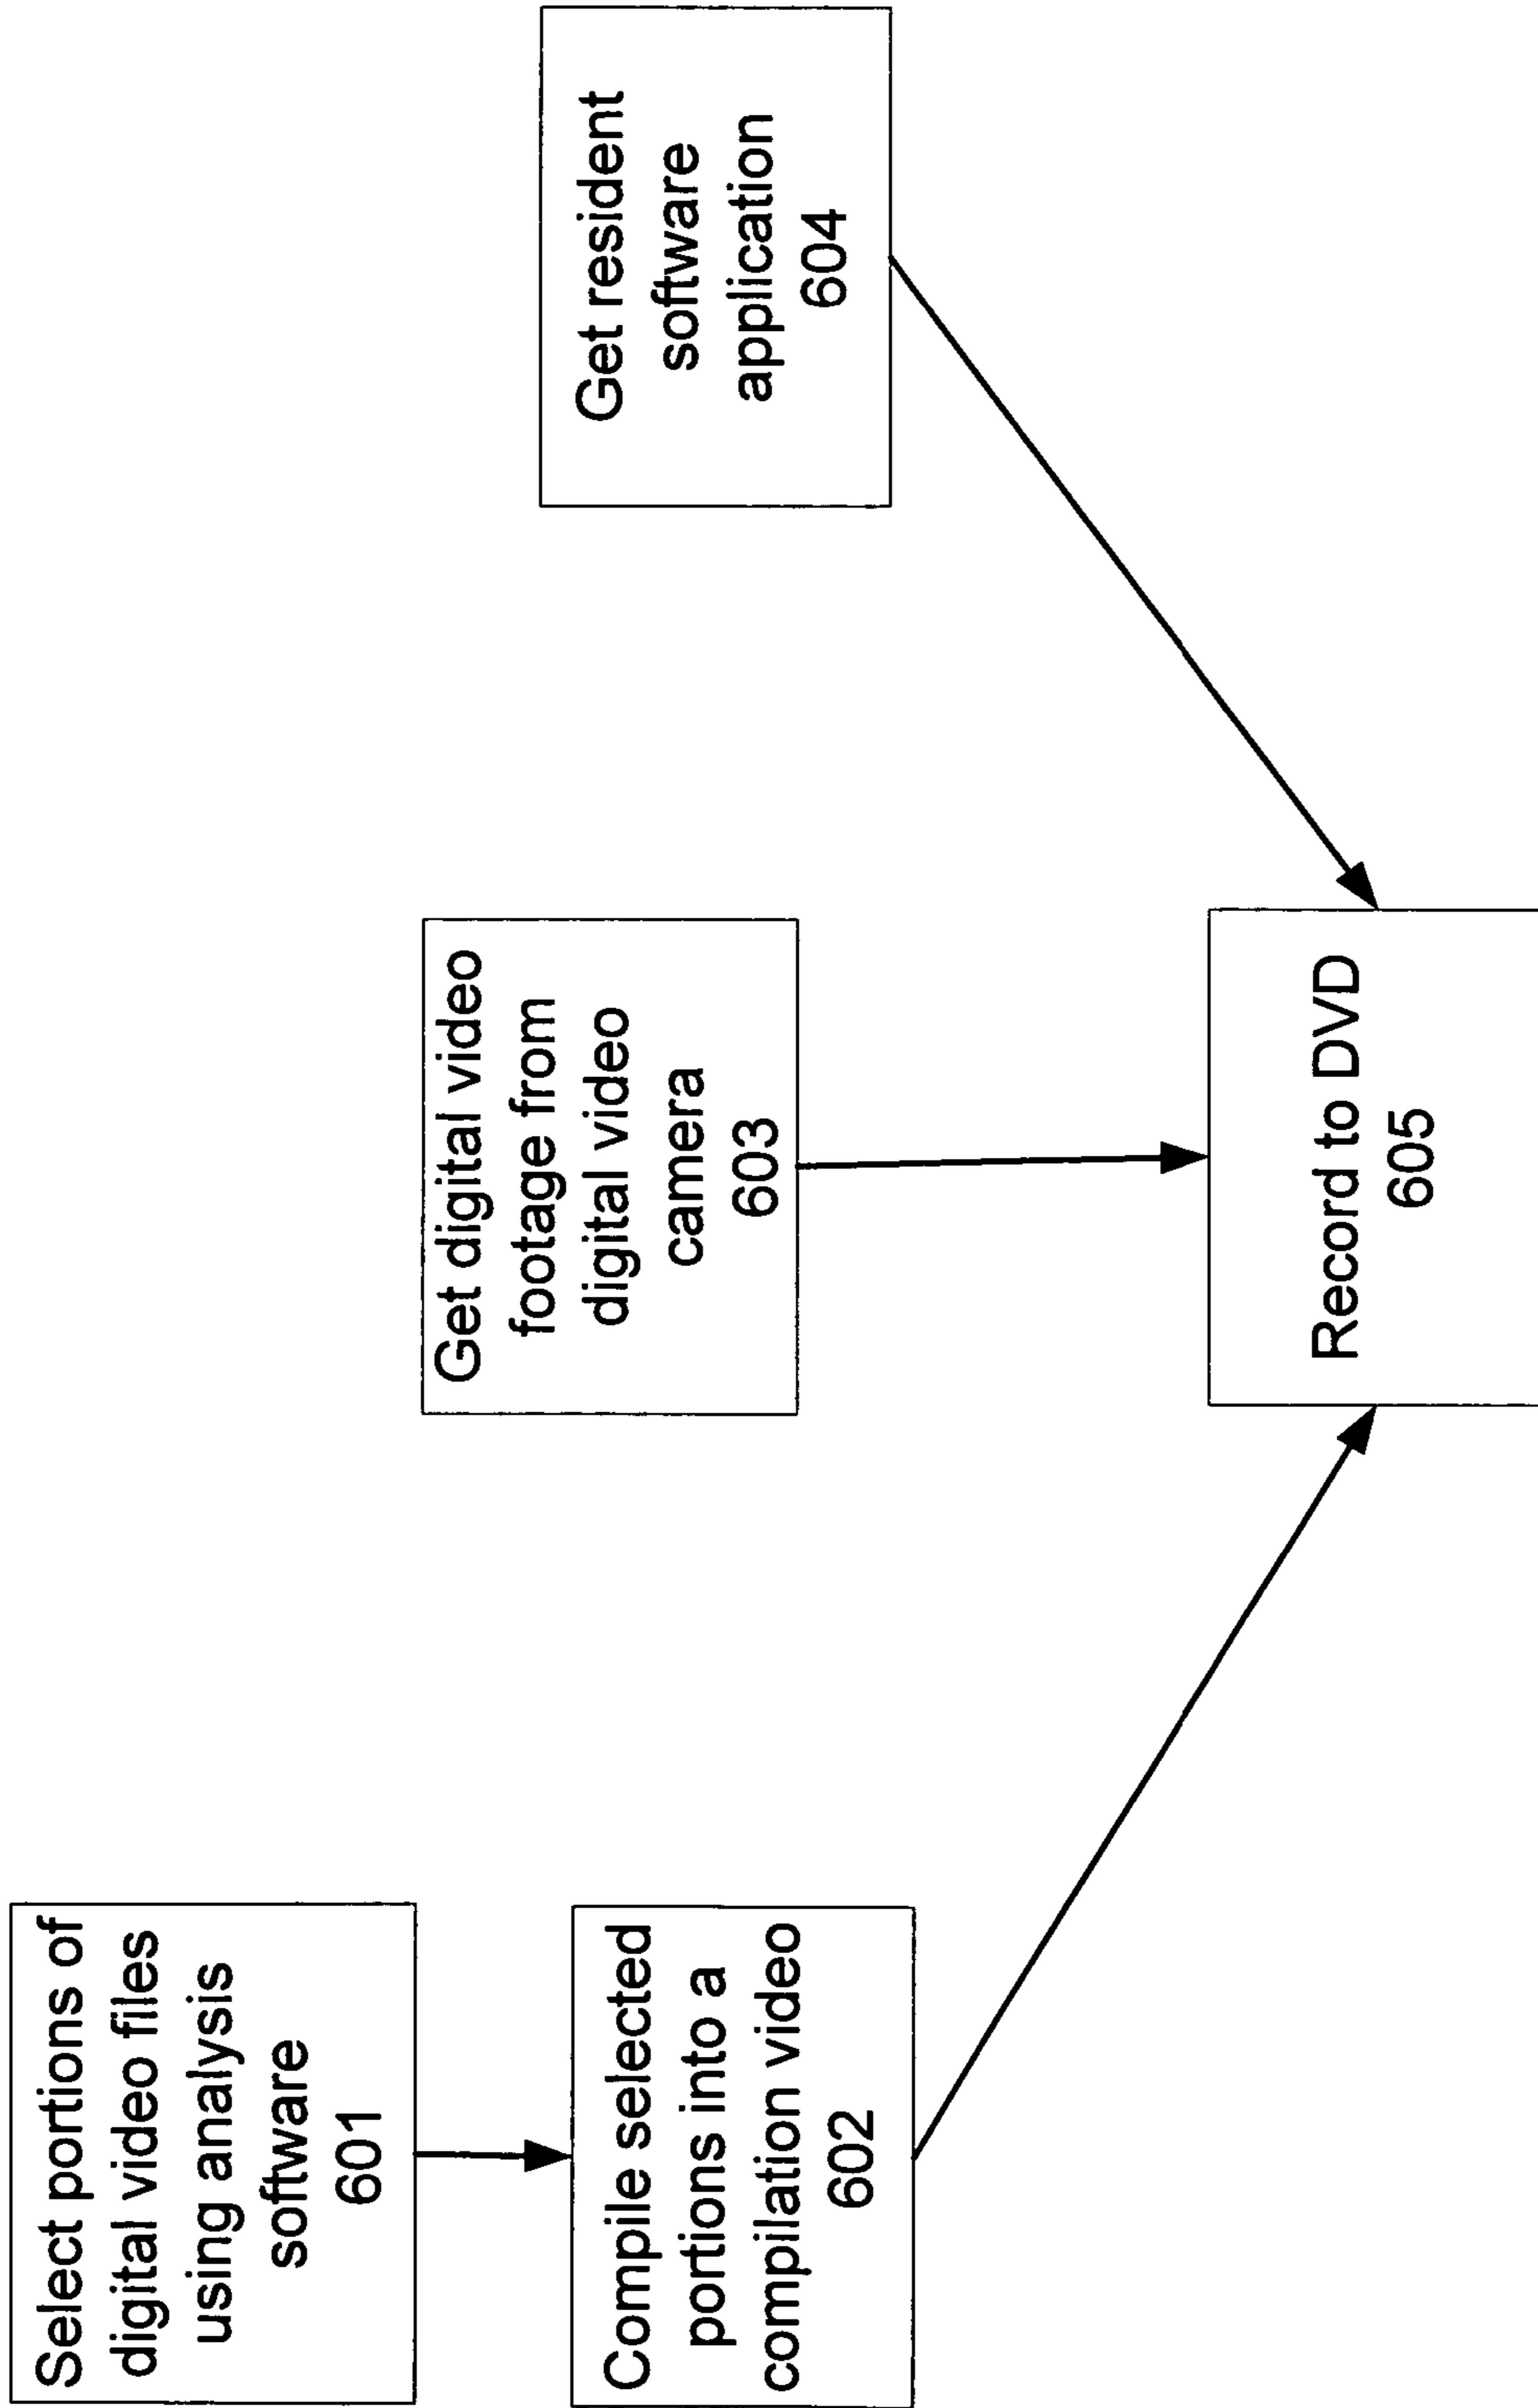 Select portions of
digital video files
using analysis
software
601
Compile selected
portions into a
compilation video
602
Get digital video
footage from
digital video
camera
603
Get resident
software
application
604
Record to DVD
605